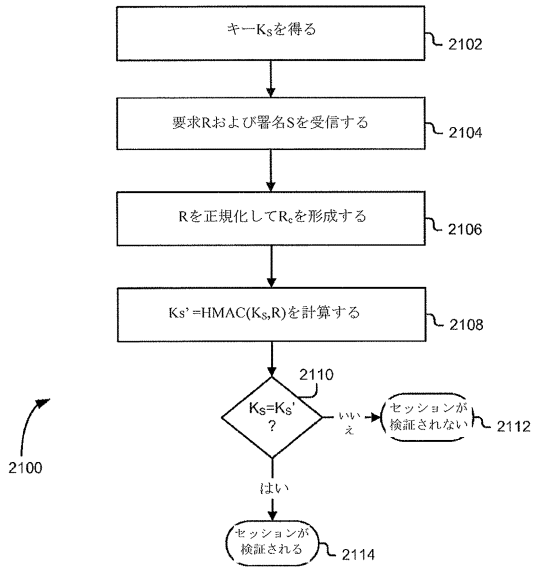 キーKsを得る
2102
要求Rおよび署名Sを受信する
2104
Rを正規化してRcを形成する
2106
Ks'=HMAC(Ks,R)を計算する
2108
2110
Ks=Ks'
?
いい
え
セッションが
検証されない
2112
2100
はい
セッションが
検証される
2114